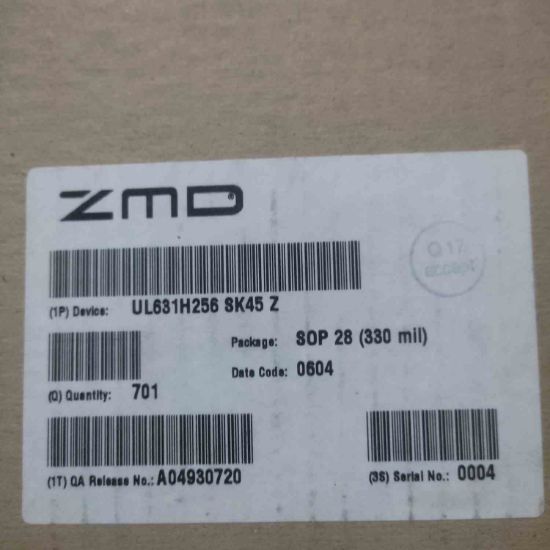 ZMD
(1P) Device: UL631H256 SK45 Z
Package: SOP 28 (330 mil)
Date Code: 0604
(Q) Quantity: 701
(1T) QA Release No.: A04930720
(3S) Serial No.: 0004